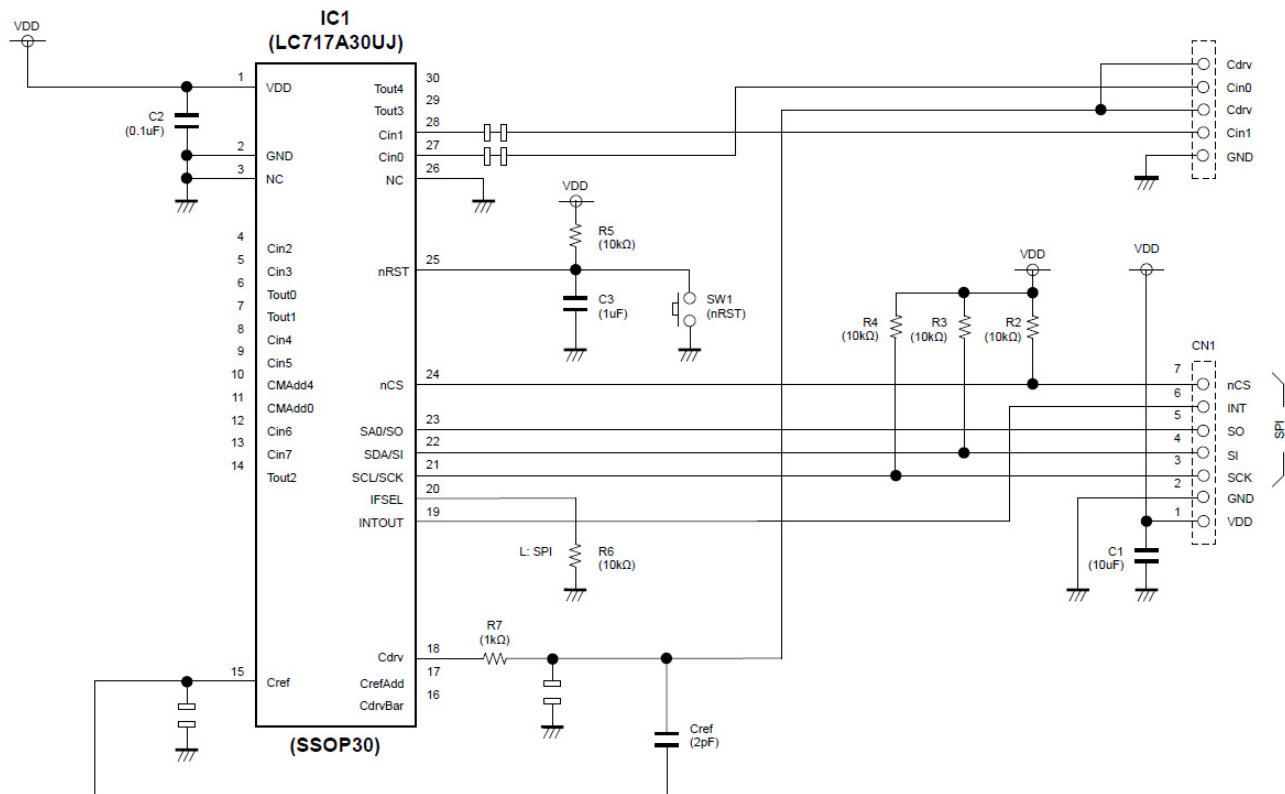 VDD
IC1
(LC717A30UJ)
1
VDD
C2
(0.1uF)
2
GND
3
NC
4
Cin2
5
Cin3
6
Tout0
7
Tout1
8
Cin4
9
Cin5
10
CMAdd4
11
CMAdd0
12
Cin6
13
Cin7
14
Tout2
15
Cref
30
Tout4
29
Tout3
28
Cin1
27
Cin0
26
NC
25
nRST
24
nCS
23
SA0/SO
22
SDA/SI
21
SCL/SCK
20
IFSEL
19
INTOUT
18
Cdrv
17
CrefAdd
16
CdrvBar
(SSOP30)
VDD
R5
(10kΩ)
C3
(1uF)
SW1
(nRST)
L: SPI
R6
(10kΩ)
R7
(1kΩ)
Cref
(2pF)
VDD
R4
(10kΩ)
R3
(10kΩ)
R2
(10kΩ)
VDD
C1
(10uF)
Cdrv
Cin0
Cdrv
Cin1
GND
CN1
7
nCS
6
INT
5
SO
4
SI
3
SCK
2
GND
1
VDD
SPI